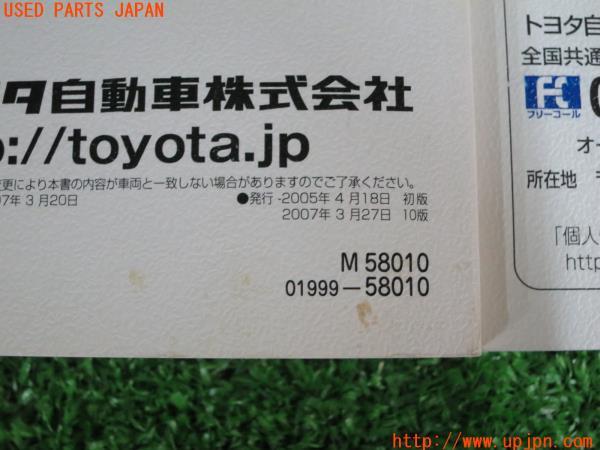 USED PARTS JAPAN
タ自動車株式会社
://toyota.jp
変更により本書の内容が車両と一致しない場合がありますのでご了承ください。
7年 3月20日
●発行 -2005年 4月18日 初版
2007年 3月27日 10版
M 58010
01999-58010
トヨタ自
全国共通
フリーコール
0
オー
所在地
「個人
http
http://www.upjpn.com/